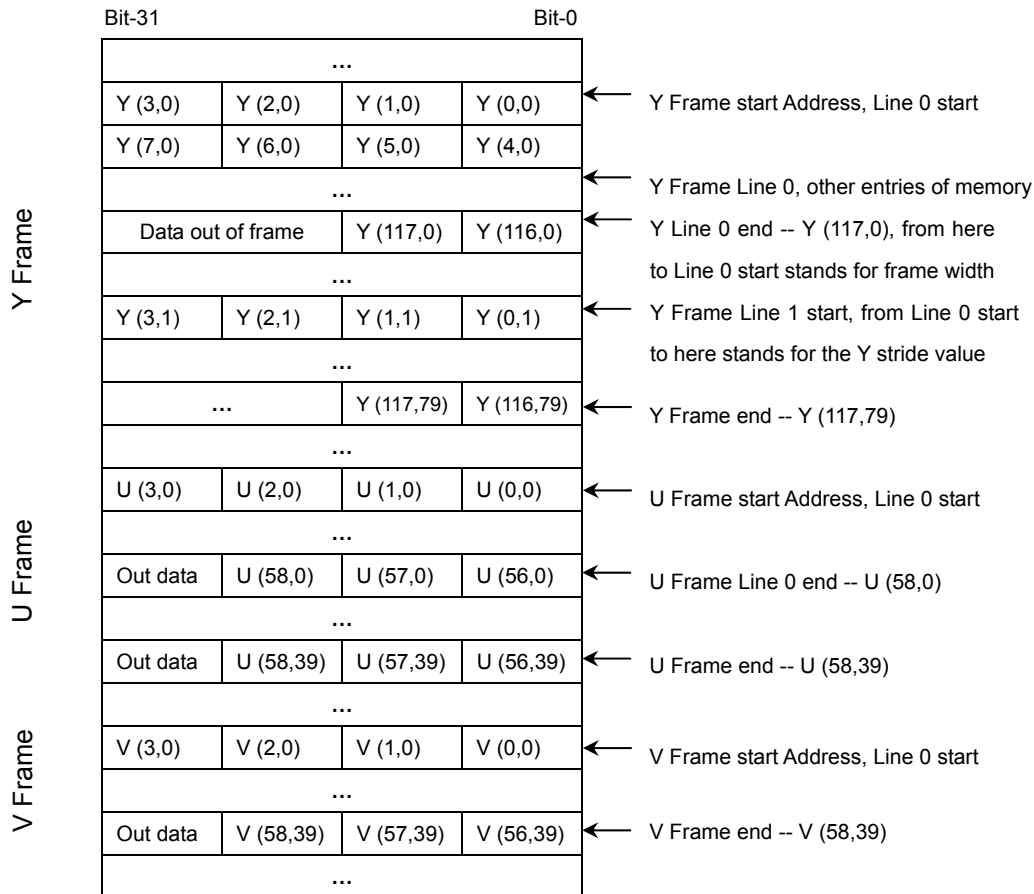 Bit-31 Bit-0
...
Y (3,0) Y (2,0) Y (1,0) Y (0,0) Y Frame start Address, Line 0 start
Y (7,0) Y (6,0) Y (5,0) Y (4,0)
... Y Frame Line 0, other entries of memory
Data out of frame Y (117,0) Y (116,0) Y Line 0 end -- Y (117,0), from here
to Line 0 start stands for frame width
...
Y (3,1) Y (2,1) Y (1,1) Y (0,1) Y Frame Line 1 start, from Line 0 start
to here stands for the Y stride value
...
... Y (117,79) Y (116,79) Y Frame end -- Y (117,79)
...
Y Frame
U (3,0) U (2,0) U (1,0) U (0,0) U Frame start Address, Line 0 start
...
Out data U (58,0) U (57,0) U (56,0) U Frame Line 0 end -- U (58,0)
...
Out data U (58,39) U (57,39) U (56,39) U Frame end -- U (58,39)
...
U Frame
V (3,0) V (2,0) V (1,0) V (0,0) V Frame start Address, Line 0 start
...
Out data V (58,39) V (57,39) V (56,39) V Frame end -- V (58,39)
...
V Frame